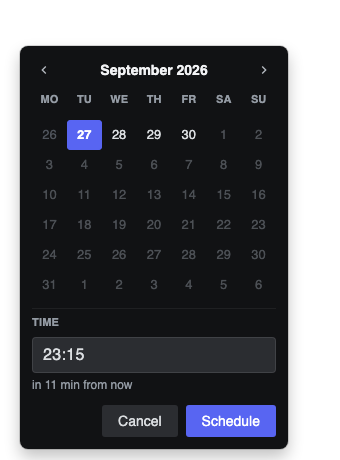 ‹ September 2026 ›
MO TU WE TH FR SA SU
26 27 28 29 30 1 2
3 4 5 6 7 8 9
10 11 12 13 14 15 16
17 18 19 20 21 22 23
24 25 26 27 28 29 30
31 1 2 3 4 5 6
TIME
23:15
in 11 min from now
Cancel Schedule